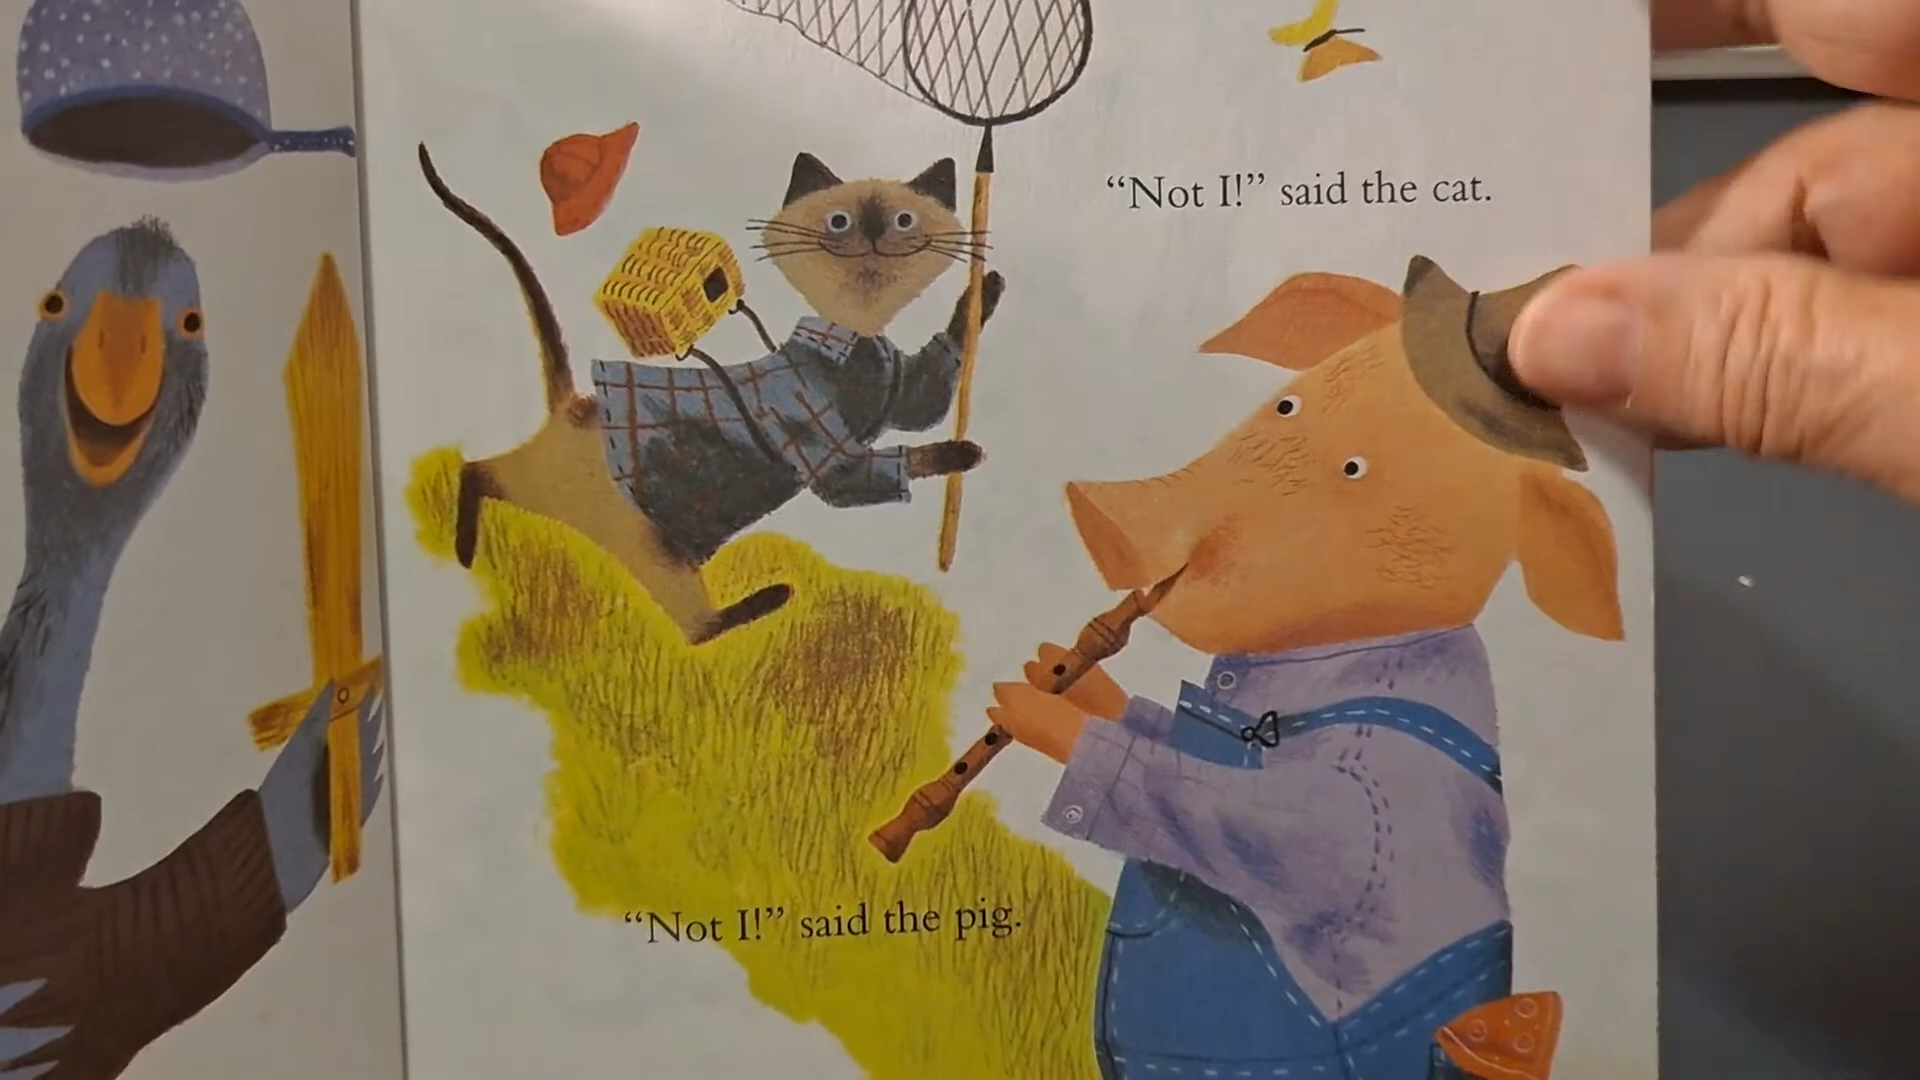 “Not I!” said the cat.
“Not I!” said the pig.